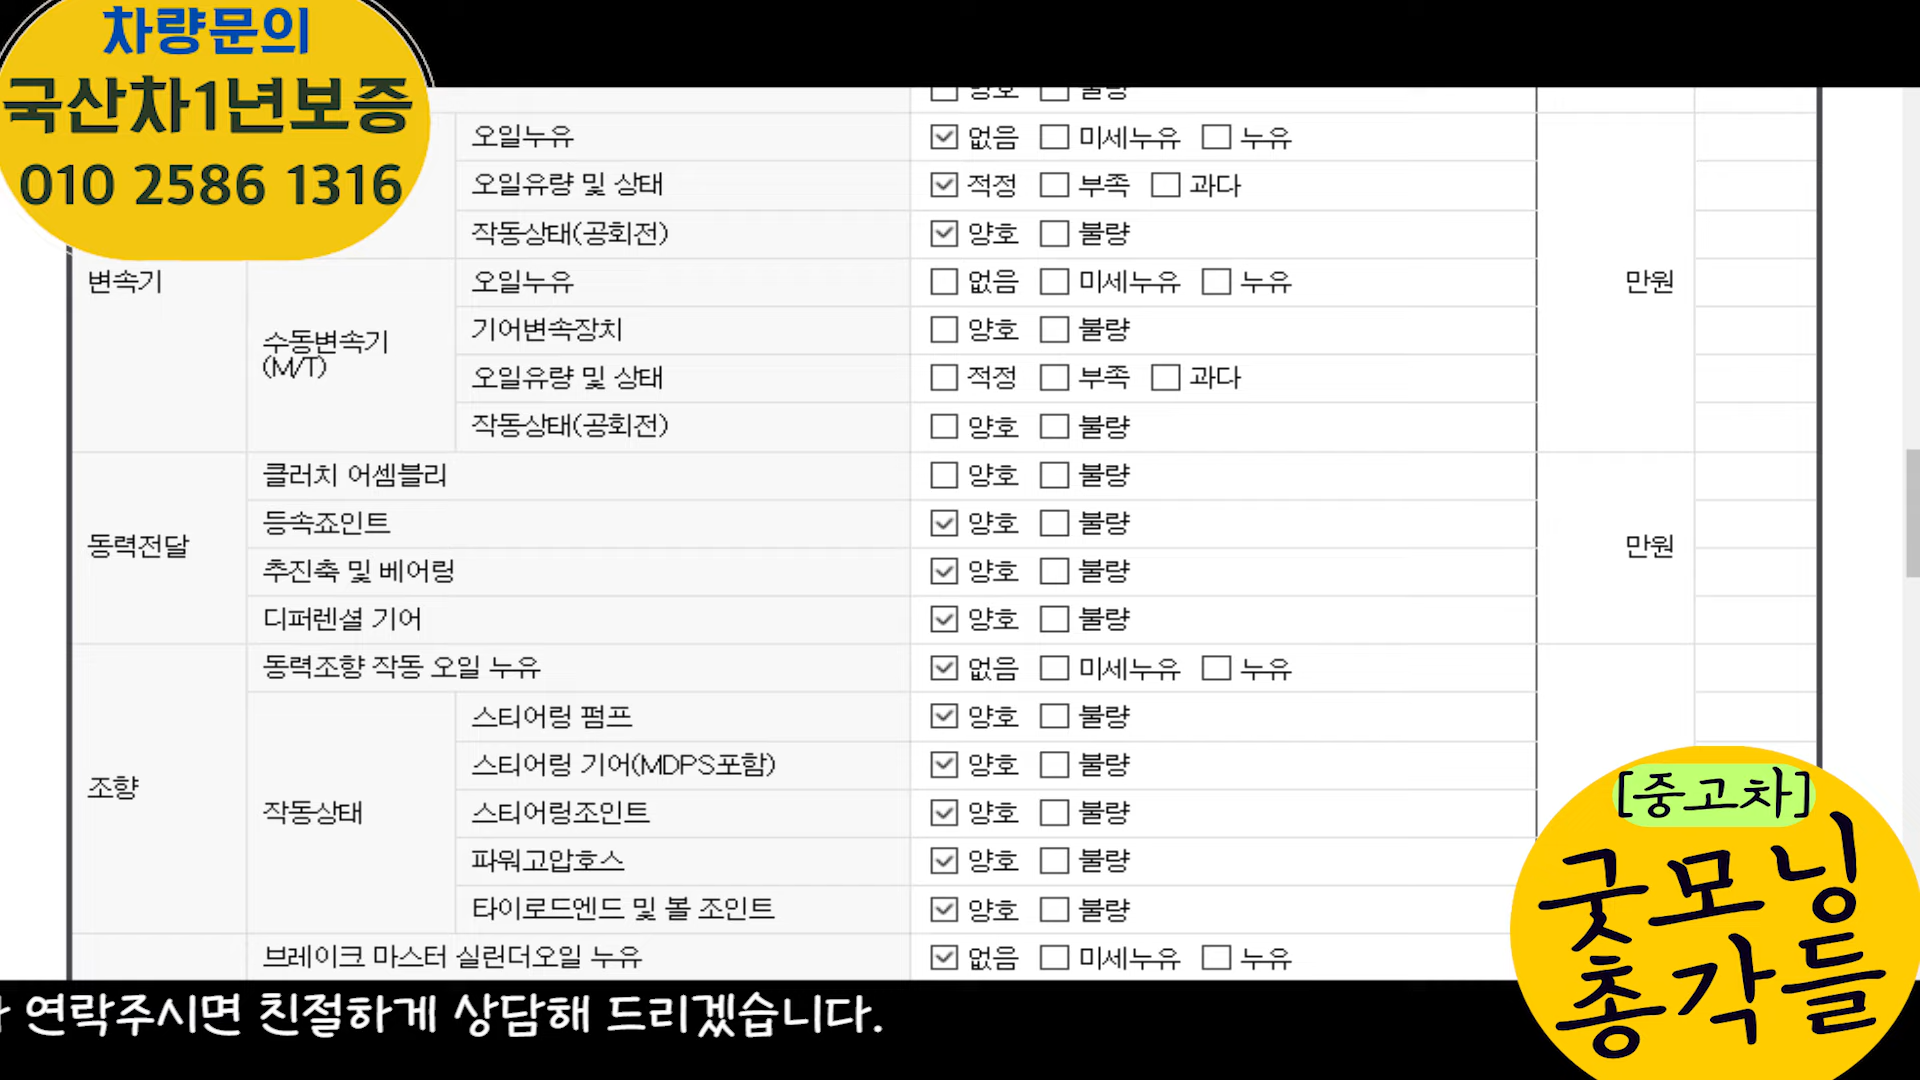 차량문의
국산차1년보증
010 2586 1316
양호 불량
오일누유 없음 미세누유 누유
오일유량 및 상태 적정 부족 과다
작동상태(공회전) 양호 불량
변속기 오일누유 없음 미세누유 누유 만원
기어변속장치 양호 불량
수동변속기
(M/T)
오일유량 및 상태 적정 부족 과다
작동상태(공회전) 양호 불량
클러치 어셈블리 양호 불량
등속죠인트 양호 불량
동력전달 만원
추진축 및 베어링 양호 불량
디퍼렌셜 기어 양호 불량
동력조향 작동 오일 누유 없음 미세누유 누유
스티어링 펌프 양호 불량
스티어링 기어(MDPS포함) 양호 불량
조향
작동상태 스티어링조인트 양호 불량
파워고압호스 양호 불량
타이로드엔드 및 볼 조인트 양호 불량
브레이크 마스터 실린더오일 누유 없음 미세누유 누유
[중고차]
굿모닝
총각들
연락주시면 친절하게 상담해 드리겠습니다.